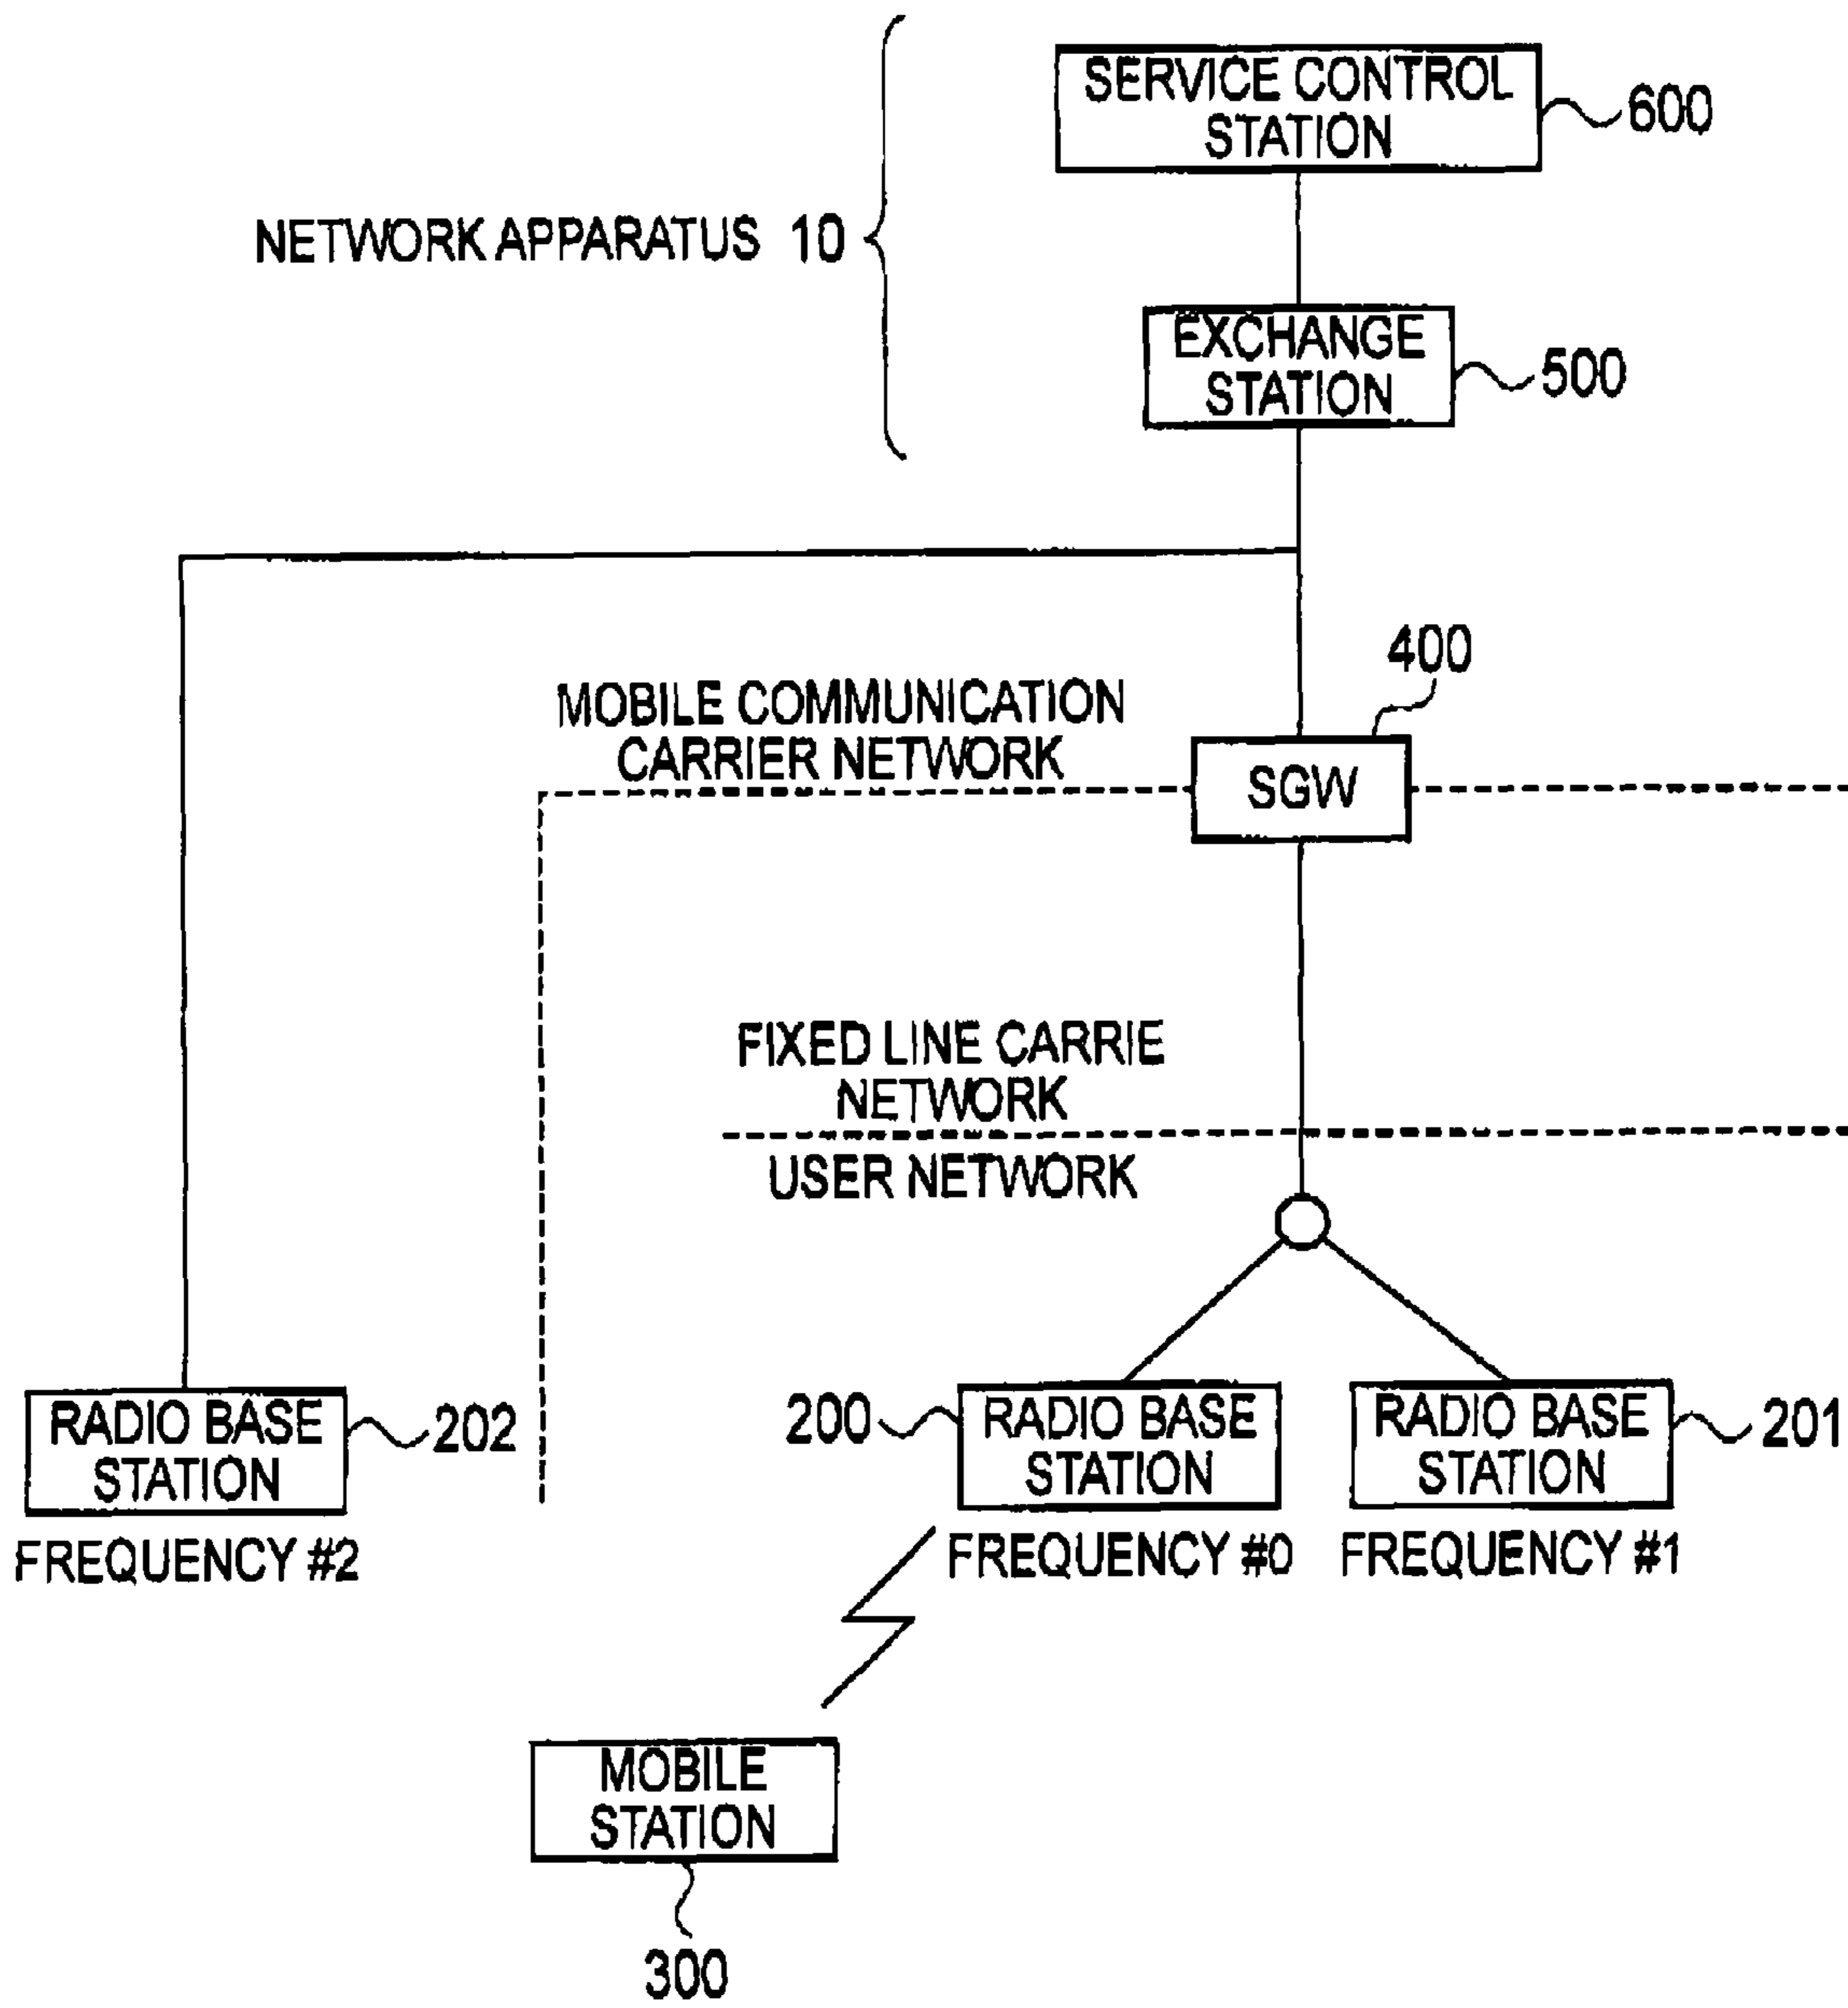 SERVICE CONTROL
STATION
600
NETWORK APPARATUS 10
EXCHANGE
STATION
500
400
MOBILE COMMUNICATION
CARRIER NETWORK
SGW
FIXED LINE CARRIE
NETWORK
USER NETWORK
RADIO BASE
STATION
202
FREQUENCY #2
200
RADIO BASE
STATION
FREQUENCY #0
RADIO BASE
STATION
201
FREQUENCY #1
MOBILE
STATION
300